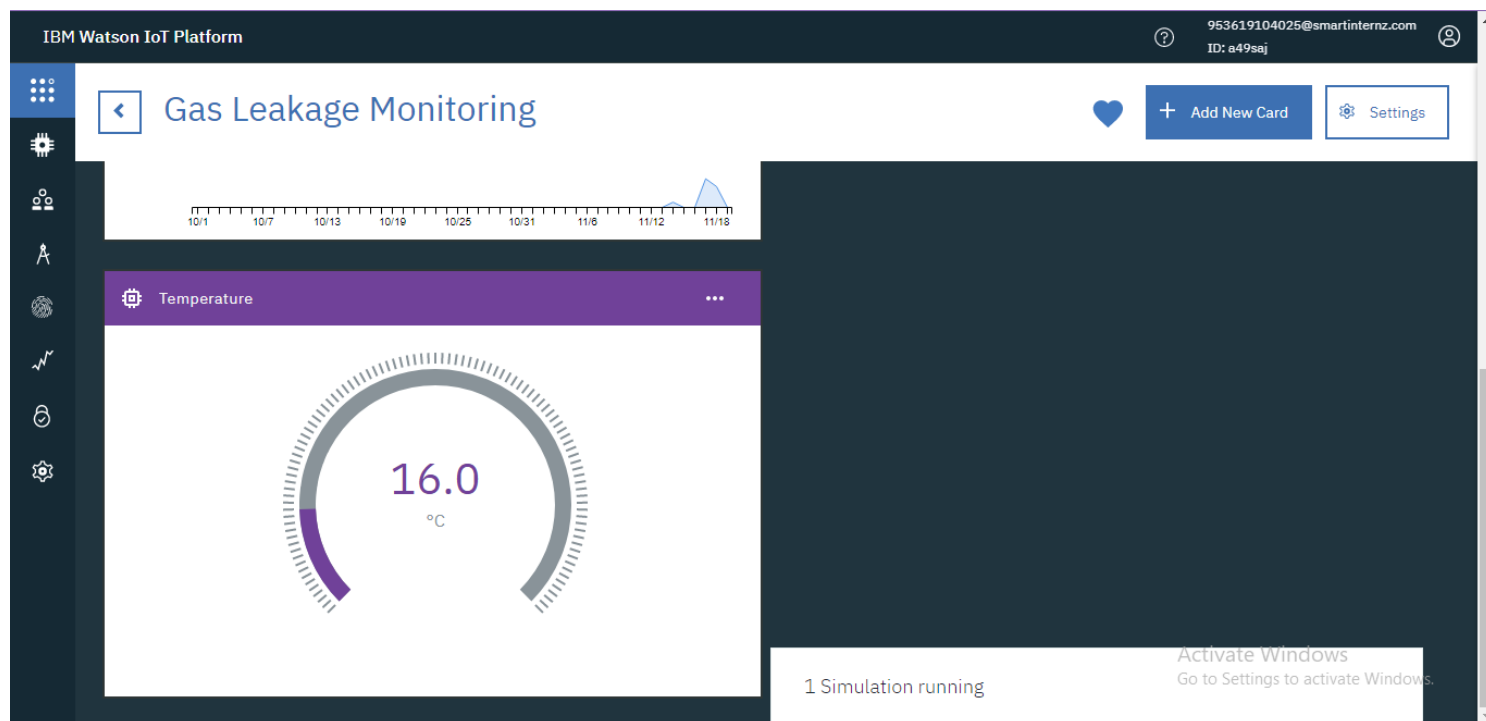 IBM Watson IoT Platform
953619104025@smartinternz.com
ID: a49saj
Gas Leakage Monitoring
Add New Card
Settings
10/1 10/7 10/13 10/19 10/25 10/31 11/6 11/12 11/18
Temperature
16.0
°C
1 Simulation running
Activate Windows
Go to Settings to activate Windows.